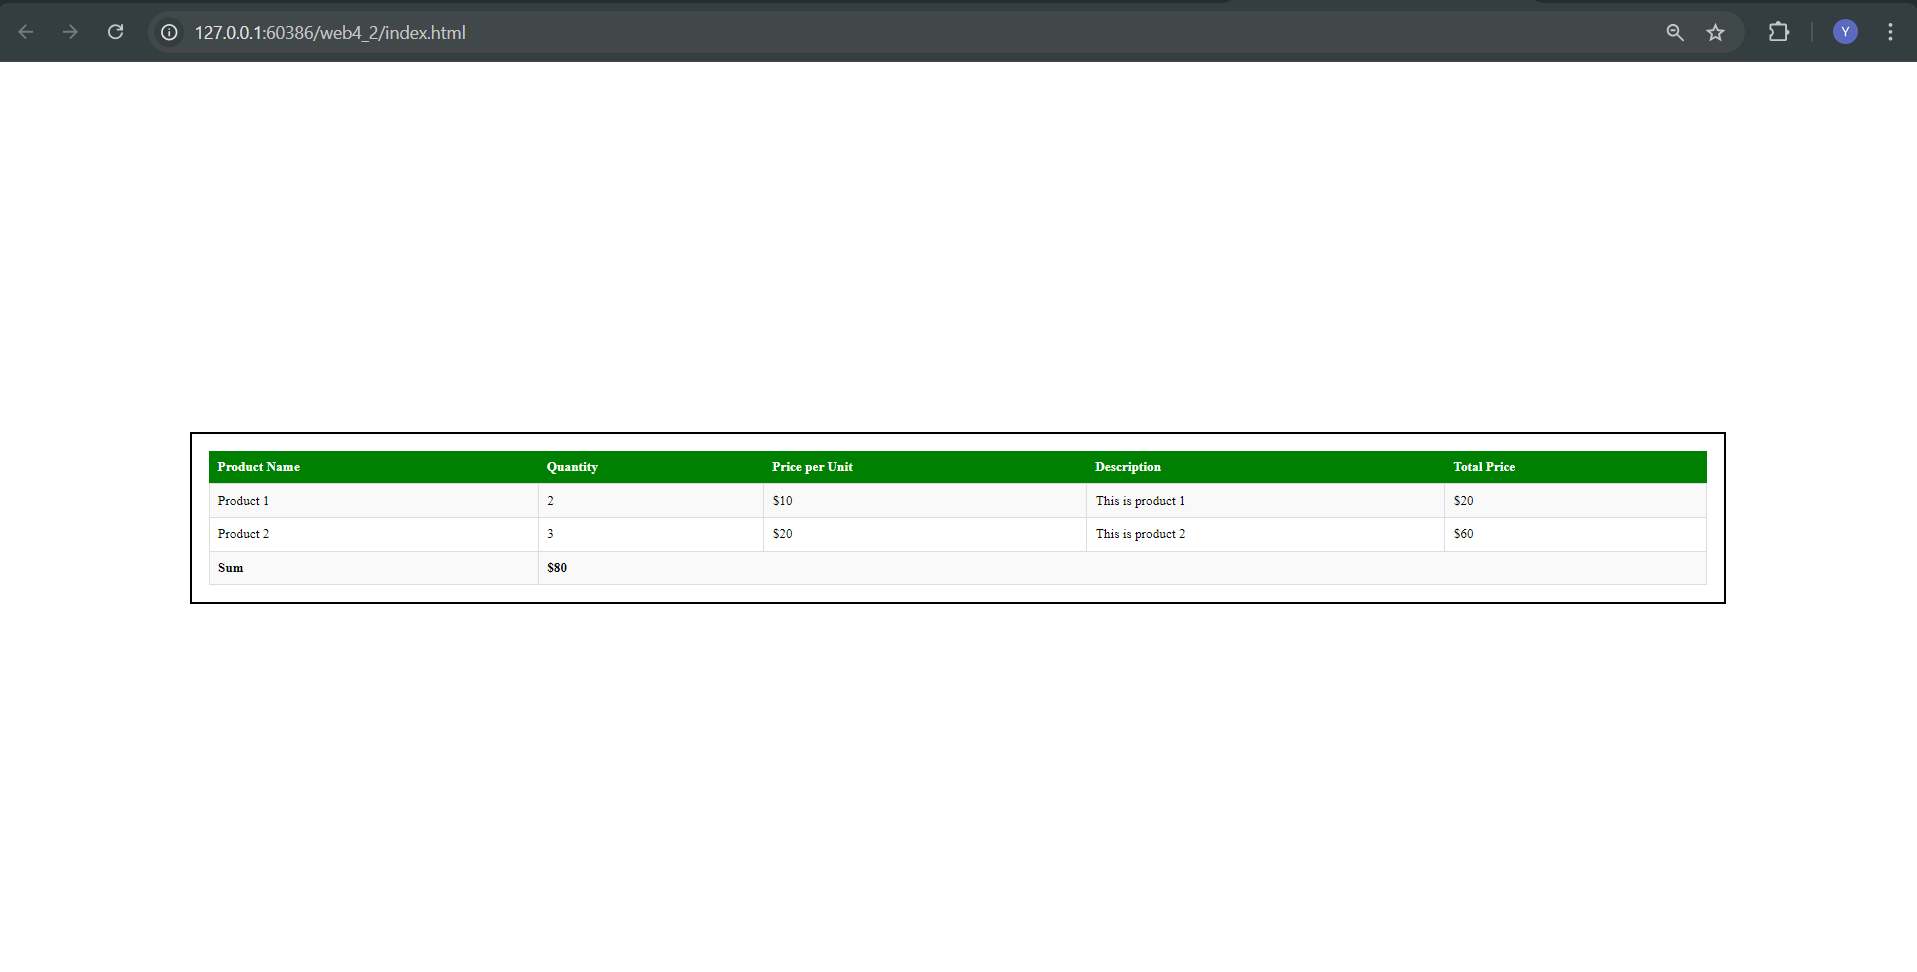 127.0.0.1:60386/web4_2/index.html
Y
Product Name Quantity Price per Unit Description Total Price
Product 1 2 $10 This is product 1 $20
Product 2 3 $20 This is product 2 $60
Sum $80